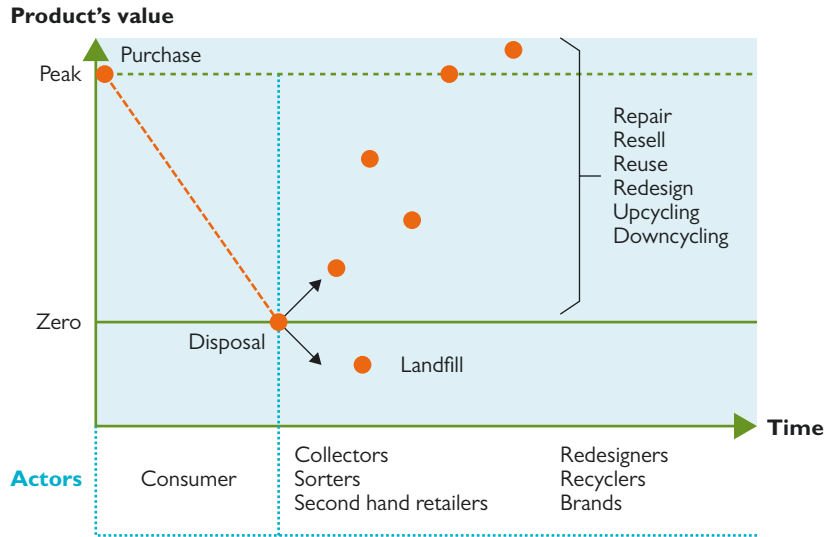 Product's value
Purchase
Peak
Repair
Resell
Reuse
Redesign
Upcycling
Downcycling
Zero
Disposal
Landfill
Time
Actors
Consumer
Collectors
Sorters
Second hand retailers
Redesigners
Recyclers
Brands